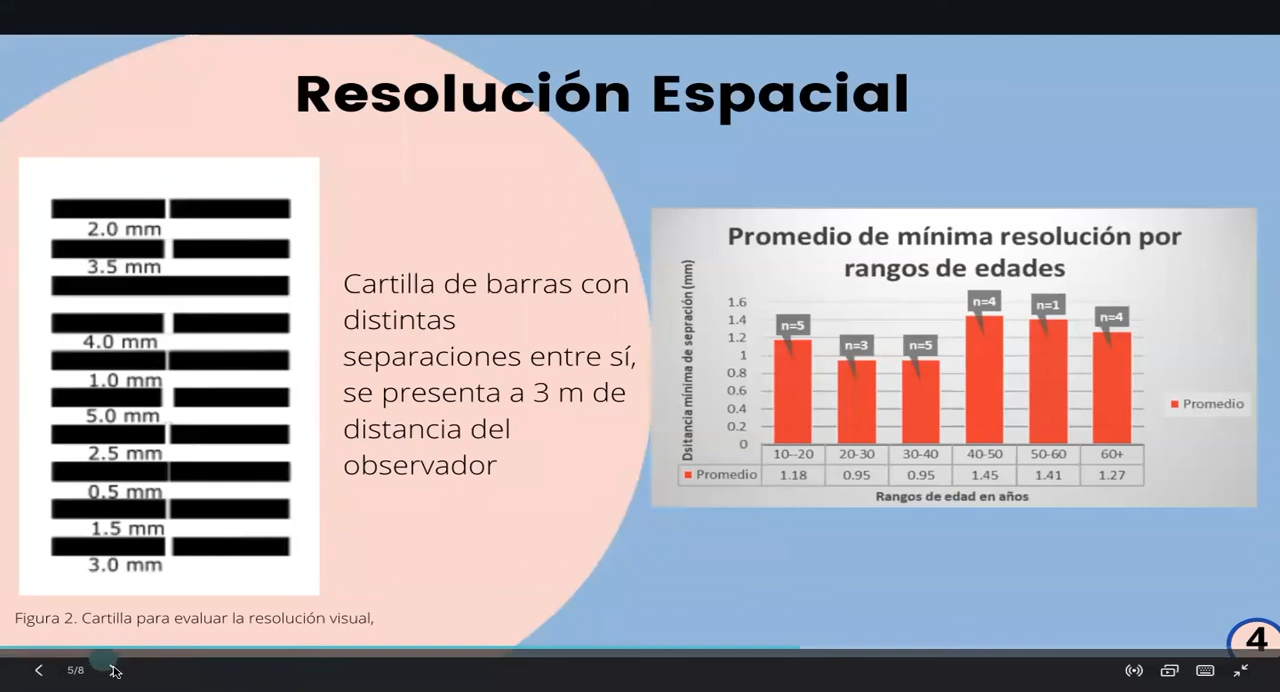 Resolución Espacial
2.0 mm
3.5 mm
4.0 mm
1.0 mm
5.0 mm
2.5 mm
0.5 mm
1.5 mm
3.0 mm
Cartilla de barras con
distintas
separaciones entre sí,
se presenta a 3 m de
distancia del
observador
Figura 2. Cartilla para evaluar la resolución visual,
Promedio de mínima resolución por
rangos de edades
Dsitancia mínima de sepración (mm)
1.6
1.4
1.2
1
0.8
0.6
0.4
0.2
0
n=5
n=3
n=5
n=4
n=1
n=4
10--20 20-30 30-40 40-50 50-60 60+
Promedio 1.18 0.95 0.95 1.45 1.41 1.27
Rangos de edad en años
Promedio
4
5/8